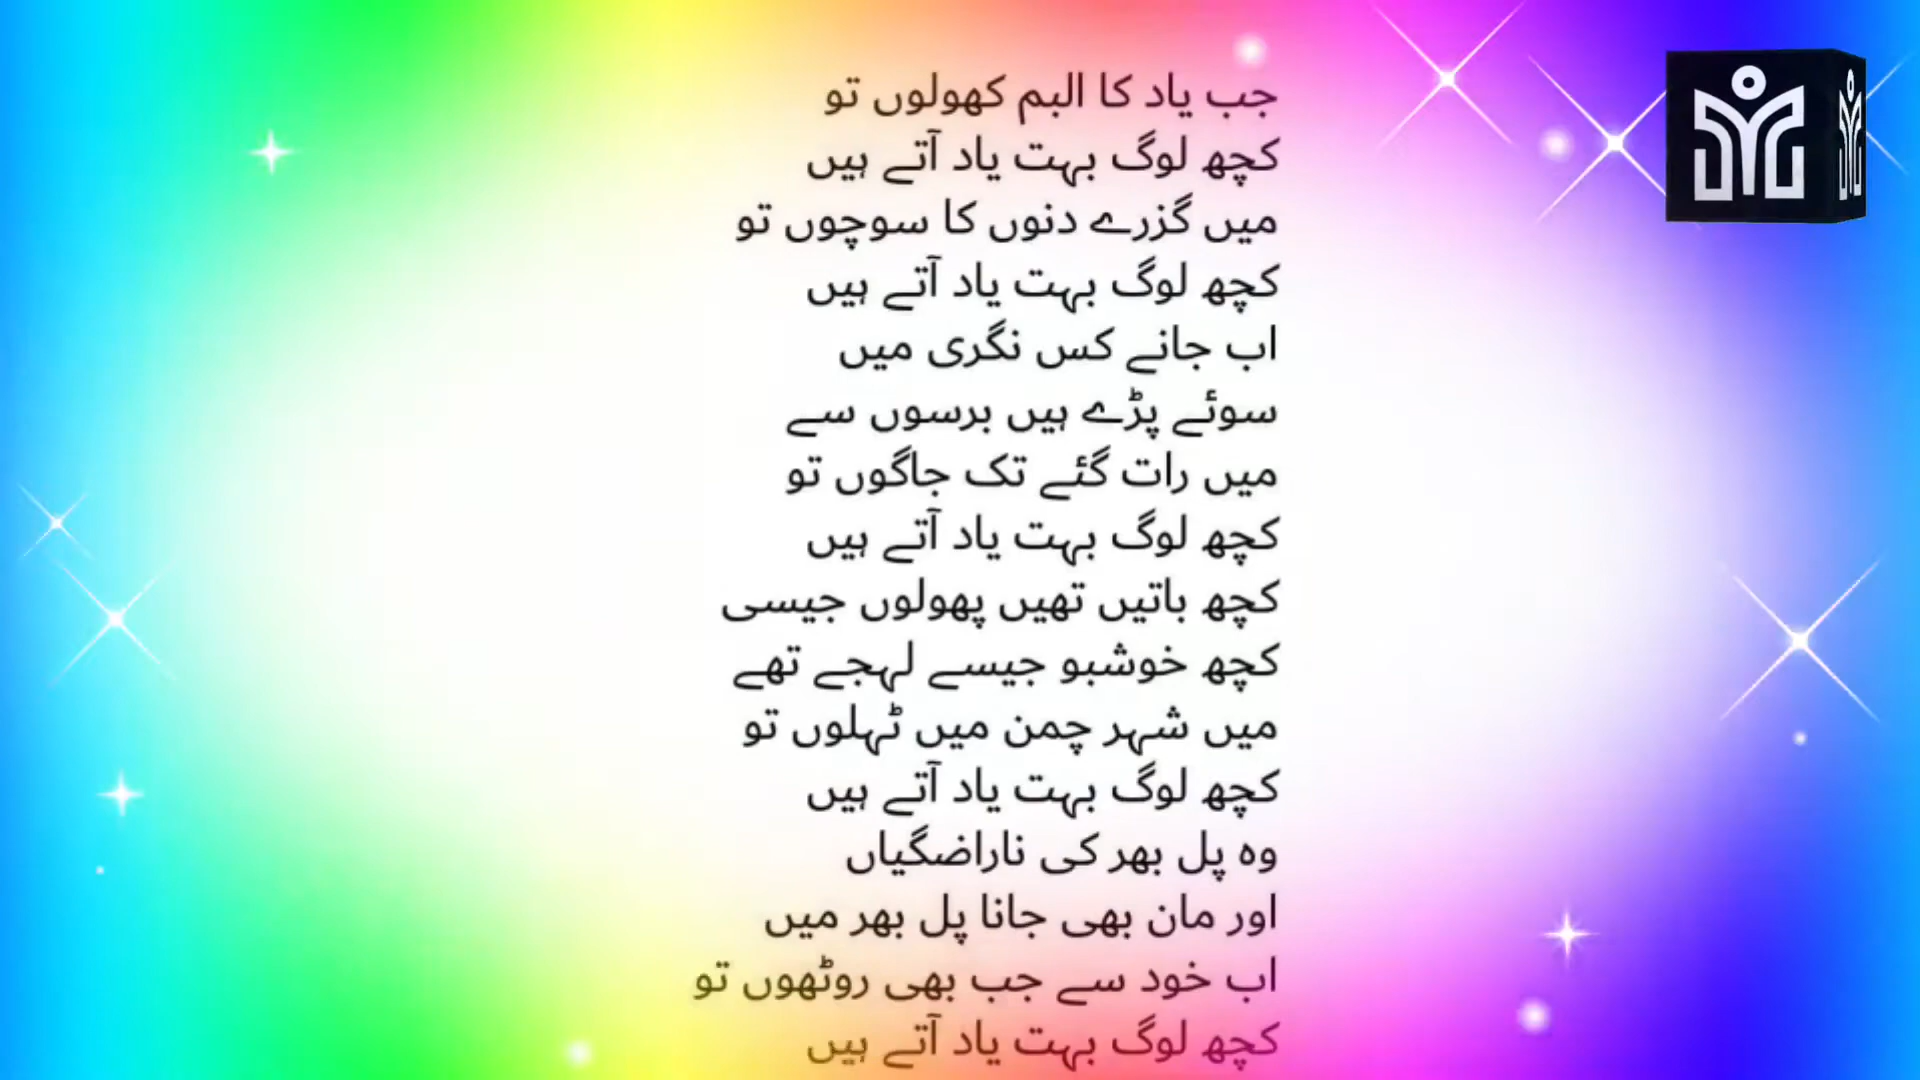 جب یاد کا البم کھولوں تو
کچھ لوگ بہت یاد آتے ہیں
میں گزرے دنوں کا سوچوں تو
کچھ لوگ بہت یاد آتے ہیں
اب جانے کس نگری میں
سوئے پڑے ہیں برسوں سے
میں رات گئے تک جاگوں تو
کچھ لوگ بہت یاد آتے ہیں
کچھ باتیں تھیں پھولوں جیسی
کچھ خوشبو جیسے لہجے تھے
میں شہر چمن میں ٹہلوں تو
کچھ لوگ بہت یاد آتے ہیں
وہ پل بھر کی ناراضگیاں
اور مان بھی جانا پل بھر میں
اب خود سے جب بھی روٹھوں تو
کچھ لوگ بہت یاد آتے ہیں